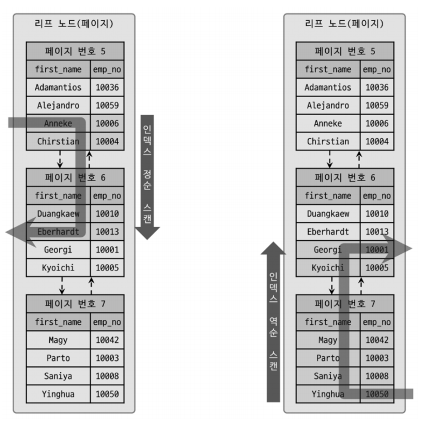 리프 노드(페이지)
페이지 번호 5
first_name emp_no
Adamantios 10036
Alejandro 10059
Anneke 10006
Chirstian 10004
페이지 번호 6
first_name emp_no
Duangkaew 10010
Eberhardt 10013
Georgi 10001
Kyoichi 10005
페이지 번호 7
first_name emp_no
Magy 10042
Parto 10003
Saniya 10008
Yinghua 10050
인덱스 정순 스캔
리프 노드(페이지)
페이지 번호 5
first_name emp_no
Adamantios 10036
Alejandro 10059
Anneke 10006
Chirstian 10004
페이지 번호 6
first_name emp_no
Duangkaew 10010
Eberhardt 10013
Georgi 10001
Kyoichi 10005
페이지 번호 7
first_name emp_no
Magy 10042
Parto 10003
Saniya 10008
Yinghua 10050
인덱스 역순 스캔